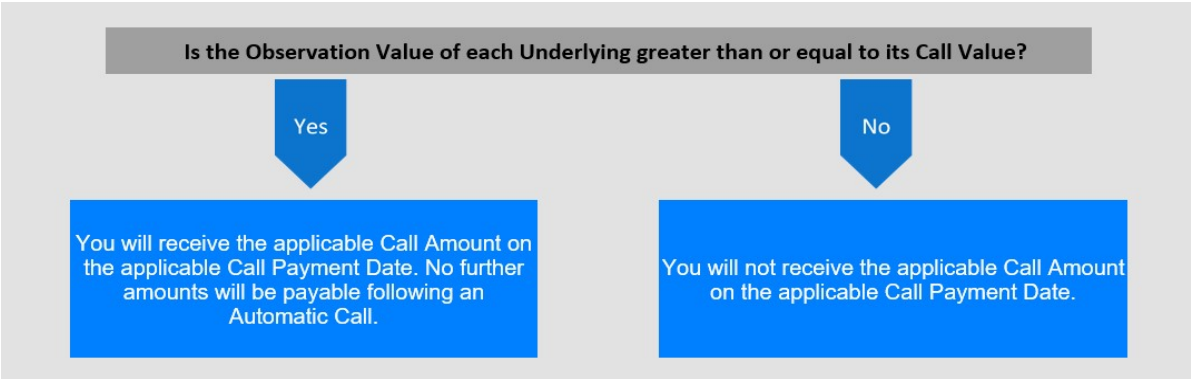 Is the Observation Value of each Underlying greater than or equal to its Call Value?
Yes
No
You will receive the applicable Call Amount on
the applicable Call Payment Date. No further
amounts will be payable following an
Automatic Call.
You will not receive the applicable Call Amount
on the applicable Call Payment Date.